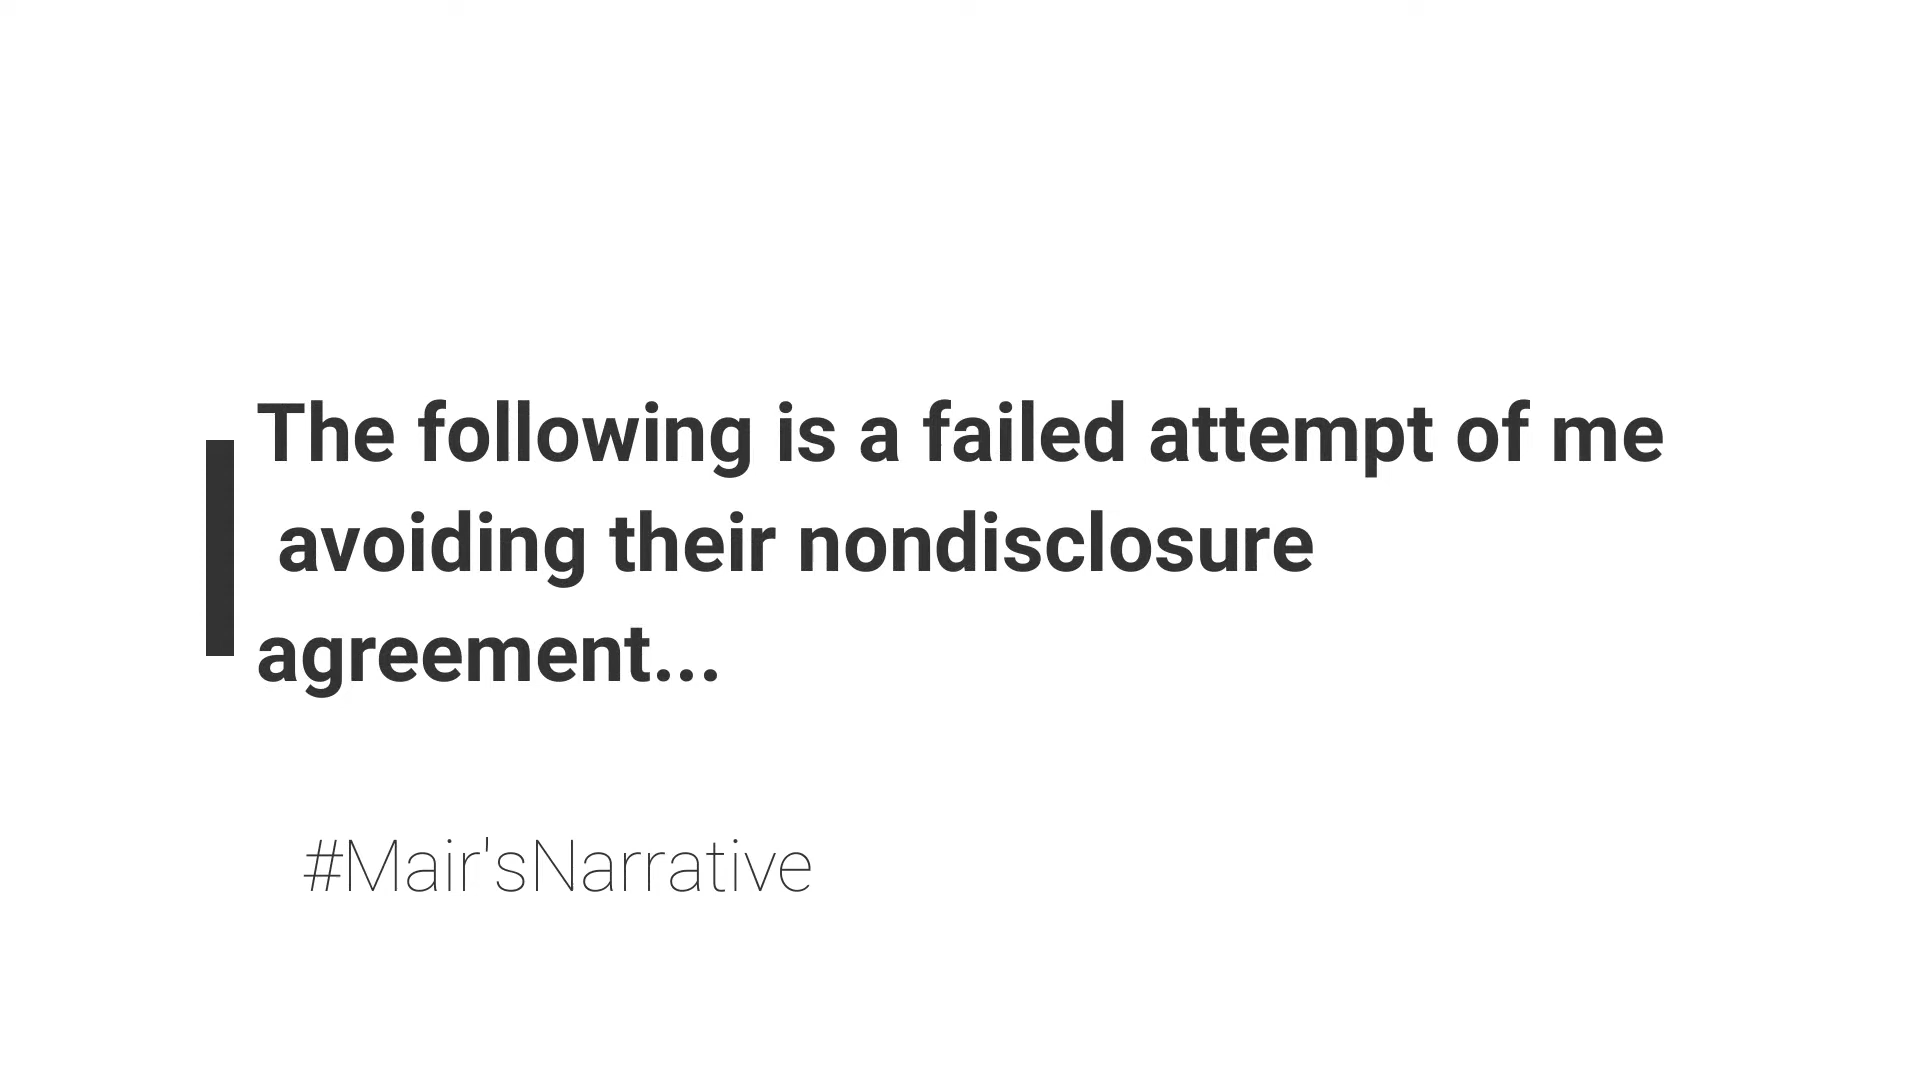 The following is a failed attempt of me
avoiding their nondisclosure
agreement...
#Mair'sNarrative